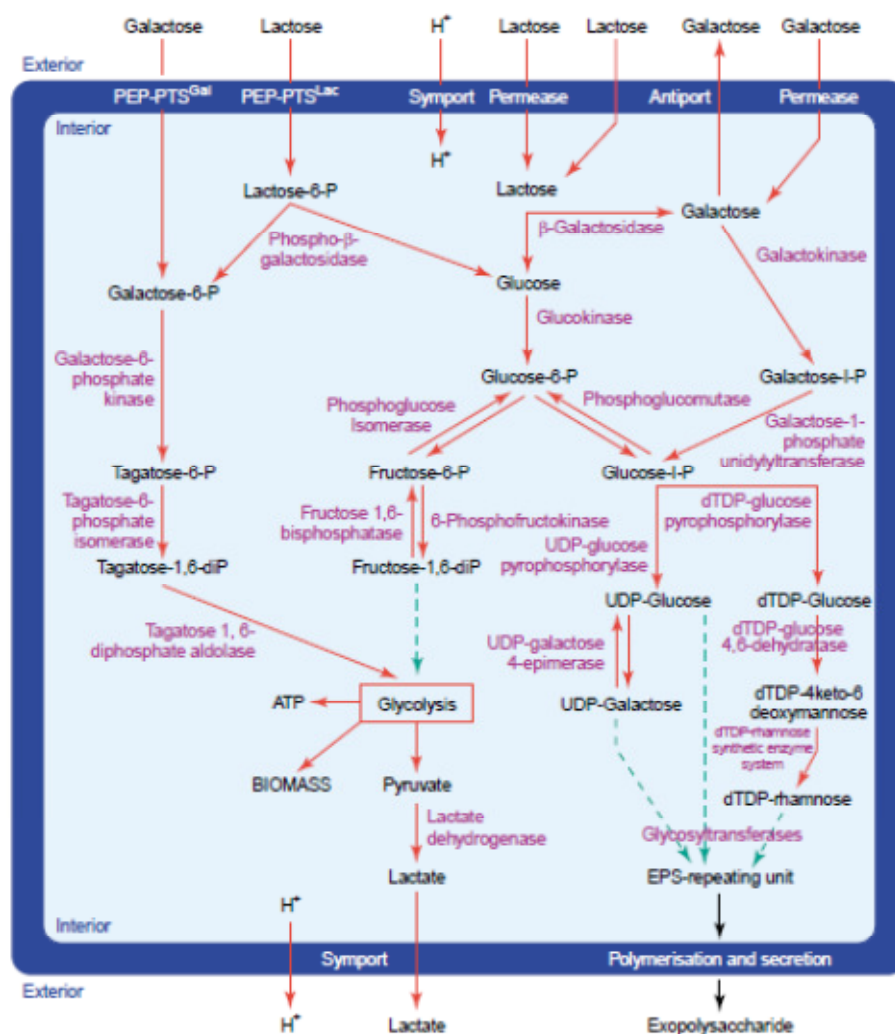 Galactose Lactose H⁺ Lactose Lactose Galactose Galactose
Exterior
PEP-PTSGal PEP-PTSLac Symport Permease Antiport Permease
Interior
H⁺
Lactose-6-P Lactose
Galactose
β-Galactosidase
Phospho-β-
galactosidase
Galactokinase
Glucose
Galactose-6-P
Glucokinase
Galactose-6-
phosphate
kinase
Glucose-6-P Galactose-I-P
Phosphoglucose
Isomerase
Phosphoglucomutase
Galactose-1-
phosphate
unidylyltransferase
Tagatose-6-P Fructose-6-P Glucose-I-P
Tagatose-6-
phosphate
isomerase
Fructose 1,6-
bisphosphatase
6-Phosphofructokinase
dTDP-glucose
pyrophosphorylase
UDP-glucose
pyrophosphorylase
Tagatose-1,6-diP Fructose-1,6-diP
UDP-Glucose dTDP-Glucose
Tagatose 1, 6-
diphosphate aldolase
UDP-galactose
4-epimerase
dTDP-glucose
4,6-dehydratase
ATP Glycolysis UDP-Galactose
dTDP-4keto-6
deoxymannose
dTDP-rhamnose
synthetic enzyme
system
BIOMASS Pyruvate dTDP-rhamnose
Lactate
dehydrogenase
Glycosyltransferases
Lactate EPS-repeating unit
H⁺
Interior
Symport Polymerisation and secretion
Exterior
H⁺ Lactate Exopolysaccharide